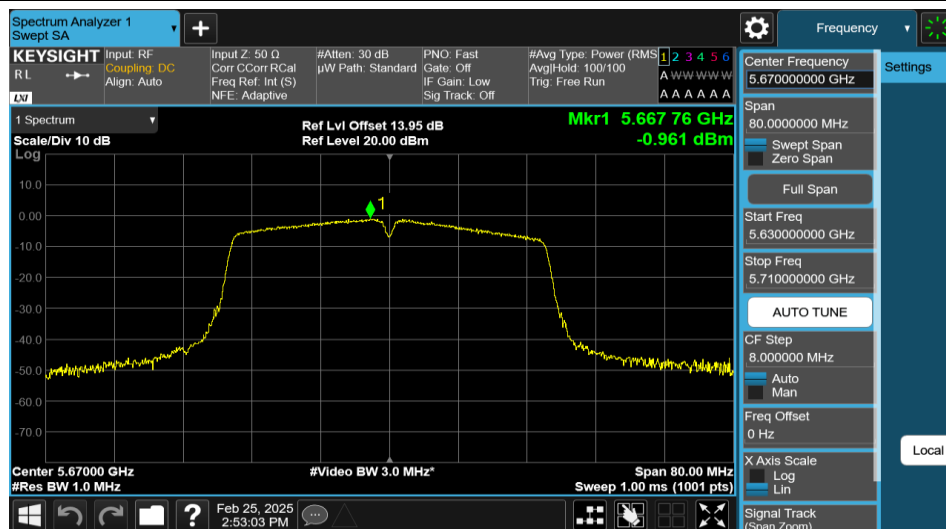 Spectrum Analyzer 1
Swept SA
+
Frequency
KEYSIGHT
RL
LXI
Input: RF
Coupling: DC
Align: Auto
Input Z: 50 Ω
Corr CCorr RCal
Freq Ref: Int (S)
NFE: Adaptive
#Atten: 30 dB
µW Path: Standard
PNO: Fast
Gate: Off
IF Gain: Low
Sig Track: Off
#Avg Type: Power (RMS
Avg|Hold: 100/100
Trig: Free Run
1 2 3 4 5 6
A W W W W W
A A A A A A
1 Spectrum
Scale/Div 10 dB
Log
Ref Lvl Offset 13.95 dB
Ref Level 20.00 dBm
Mkr1 5.667 76 GHz
-0.961 dBm
1
10.0
0.00
-10.0
-20.0
-30.0
-40.0
-50.0
-60.0
-70.0
Center 5.67000 GHz
#Res BW 1.0 MHz
#Video BW 3.0 MHz*
Span 80.00 MHz
Sweep 1.00 ms (1001 pts)
Center Frequency
5.670000000 GHz
Span
80.0000000 MHz
Swept Span
Zero Span
Full Span
Start Freq
5.630000000 GHz
Stop Freq
5.710000000 GHz
AUTO TUNE
CF Step
8.000000 MHz
Auto
Man
Freq Offset
0 Hz
X Axis Scale
Log
Lin
Signal Track
(Span Zoom)
Settings
Local
?
Feb 25, 2025
2:53:03 PM